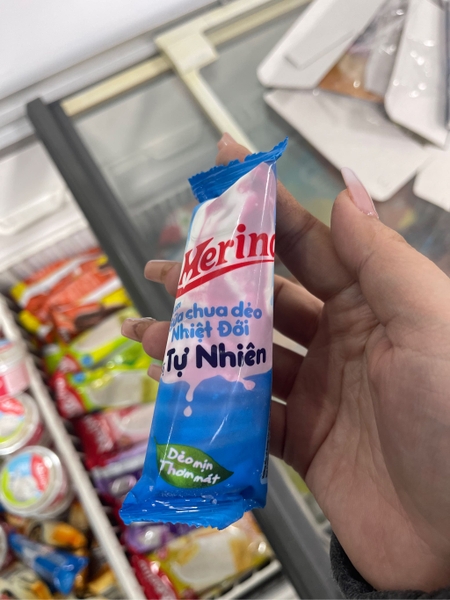 Merino
chua dẻo
Nhiệt Đới
Tự Nhiên
Dẻo mịn
Thơm mát